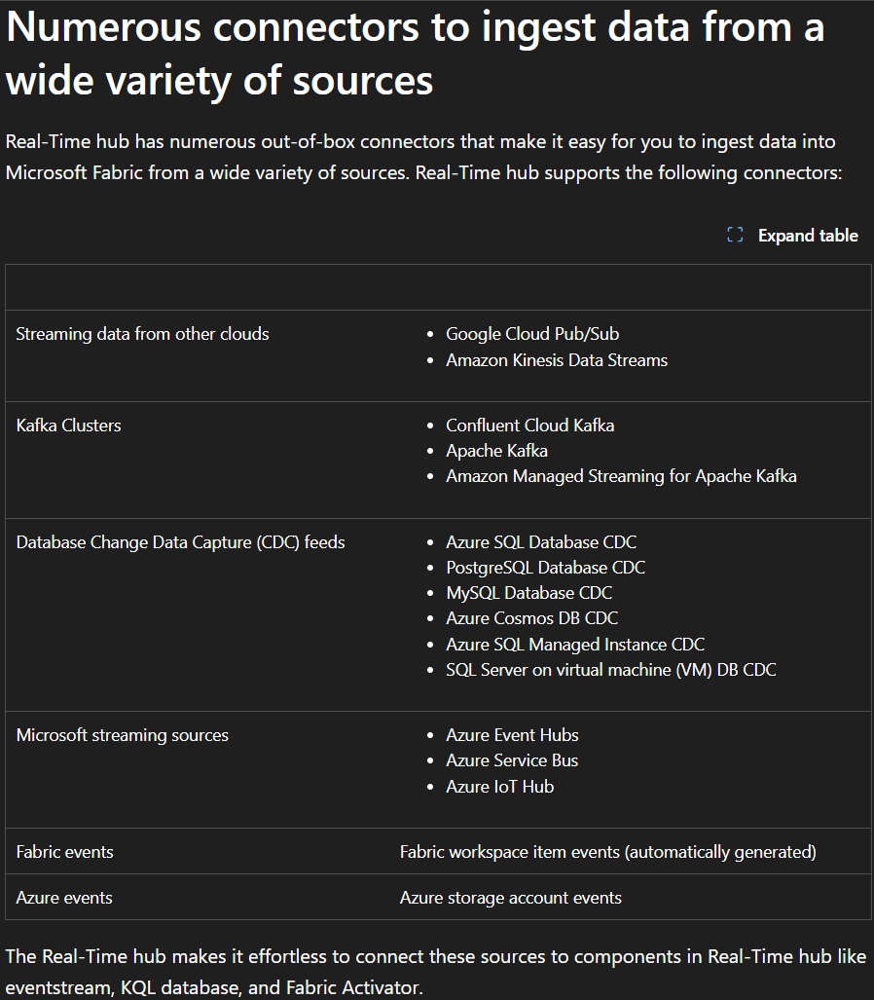 Numerous connectors to ingest data from a
wide variety of sources
Real-Time hub has numerous out-of-box connectors that make it easy for you to ingest data into
Microsoft Fabric from a wide variety of sources. Real-Time hub supports the following connectors:
Expand table
Streaming data from other clouds
• Google Cloud Pub/Sub
• Amazon Kinesis Data Streams
Kafka Clusters
• Confluent Cloud Kafka
• Apache Kafka
• Amazon Managed Streaming for Apache Kafka
Database Change Data Capture (CDC) feeds
• Azure SQL Database CDC
• PostgreSQL Database CDC
• MySQL Database CDC
• Azure Cosmos DB CDC
• Azure SQL Managed Instance CDC
• SQL Server on virtual machine (VM) DB CDC
Microsoft streaming sources
• Azure Event Hubs
• Azure Service Bus
• Azure IoT Hub
Fabric events
Fabric workspace item events (automatically generated)
Azure events
Azure storage account events
The Real-Time hub makes it effortless to connect these sources to components in Real-Time hub like
eventstream, KQL database, and Fabric Activator.